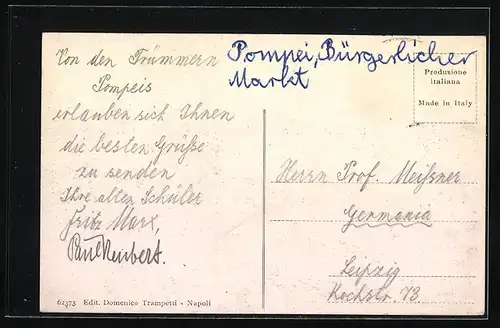 Von den Trümmern
Pompeis
erlauben sich Ihnen
die besten Grüße
zu senden
Ihre alten Schüler
Fritz Marx,
Paul Neubert.
Pompei, Bürgerlicher
Markt
Produzione
italiana
Made in Italy
Herrn Prof. Meißner
Germania
Leipzig
Kochstr. 73
62373 Edit. Domenico Trampetti - Napoli